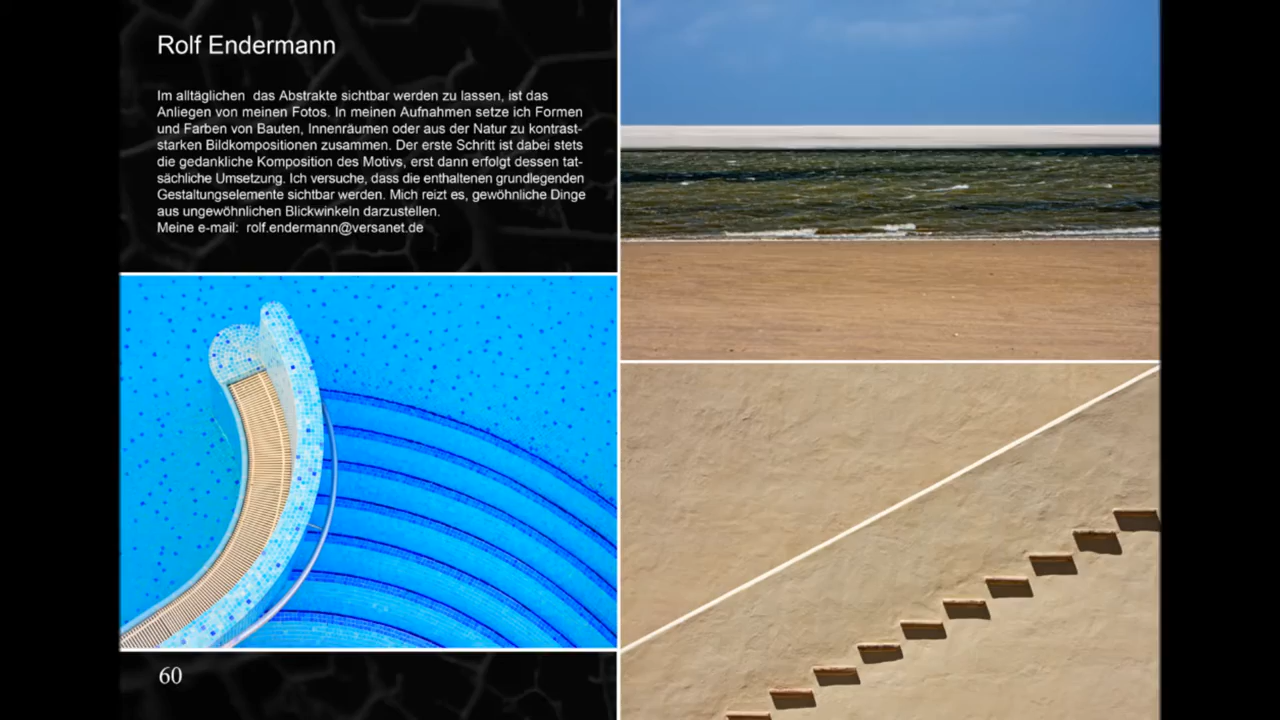 Rolf Endermann
Im alltäglichen das Abstrakte sichtbar werden zu lassen, ist das
Anliegen von meinen Fotos. In meinen Aufnahmen setze ich Formen
und Farben von Bauten, Innenräumen oder aus der Natur zu kontrast-
starken Bildkompositionen zusammen. Der erste Schritt ist dabei stets
die gedankliche Komposition des Motivs, erst dann erfolgt dessen tat-
sächliche Umsetzung. Ich versuche, dass die enthaltenen grundlegenden
Gestaltungselemente sichtbar werden. Mich reizt es, gewöhnliche Dinge
aus ungewöhnlichen Blickwinkeln darzustellen.
Meine e-mail: rolf.endermann@versanet.de
60